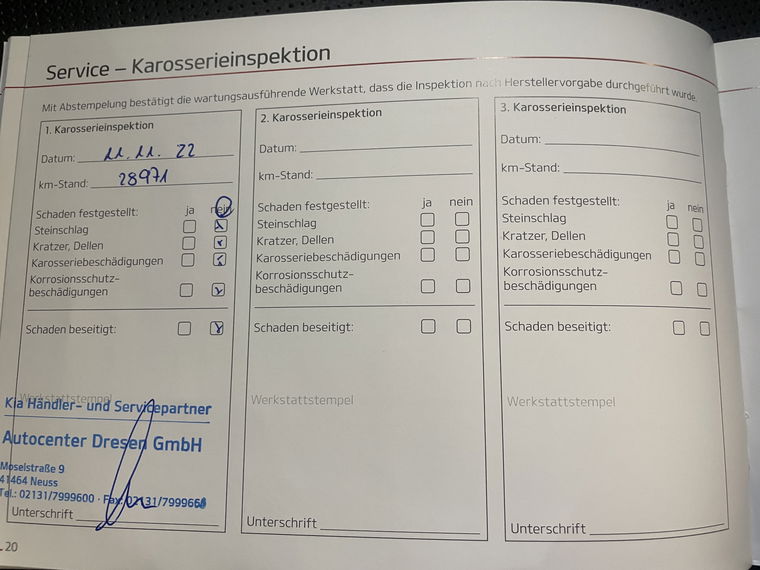 Service – Karosserieinspektion
Mit Abstempelung bestätigt die wartungsausführende Werkstatt, dass die Inspektion nach Herstellervorgabe durchgeführt wurde.
1. Karosserieinspektion
Datum: 11. 11. 22
km-Stand: 28971
Schaden festgestellt: ja nein
Steinschlag
Kratzer, Dellen
Karosseriebeschädigungen
Korrosionsschutz-
beschädigungen
Schaden beseitigt:
Werkstattstempel
Kia Händler- und Servicepartner
Autocenter Dresen GmbH
Moselstraße 9
41464 Neuss
Tel.: 02131/7999600 · Fax: 02131/7999668
Unterschrift
2. Karosserieinspektion
Datum:
km-Stand:
Schaden festgestellt: ja nein
Steinschlag
Kratzer, Dellen
Karosseriebeschädigungen
Korrosionsschutz-
beschädigungen
Schaden beseitigt:
Werkstattstempel
Unterschrift
3. Karosserieinspektion
Datum:
km-Stand:
Schaden festgestellt: ja nein
Steinschlag
Kratzer, Dellen
Karosseriebeschädigungen
Korrosionsschutz-
beschädigungen
Schaden beseitigt:
Werkstattstempel
Unterschrift
20